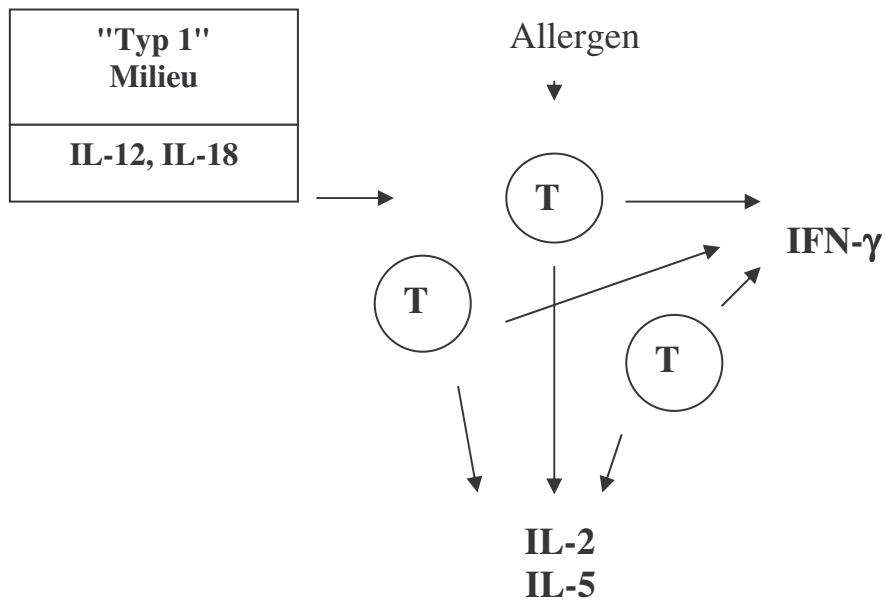 "Typ 1"
Milieu
IL-12, IL-18
Allergen
T
IFN-γ
T
T
IL-2
IL-5